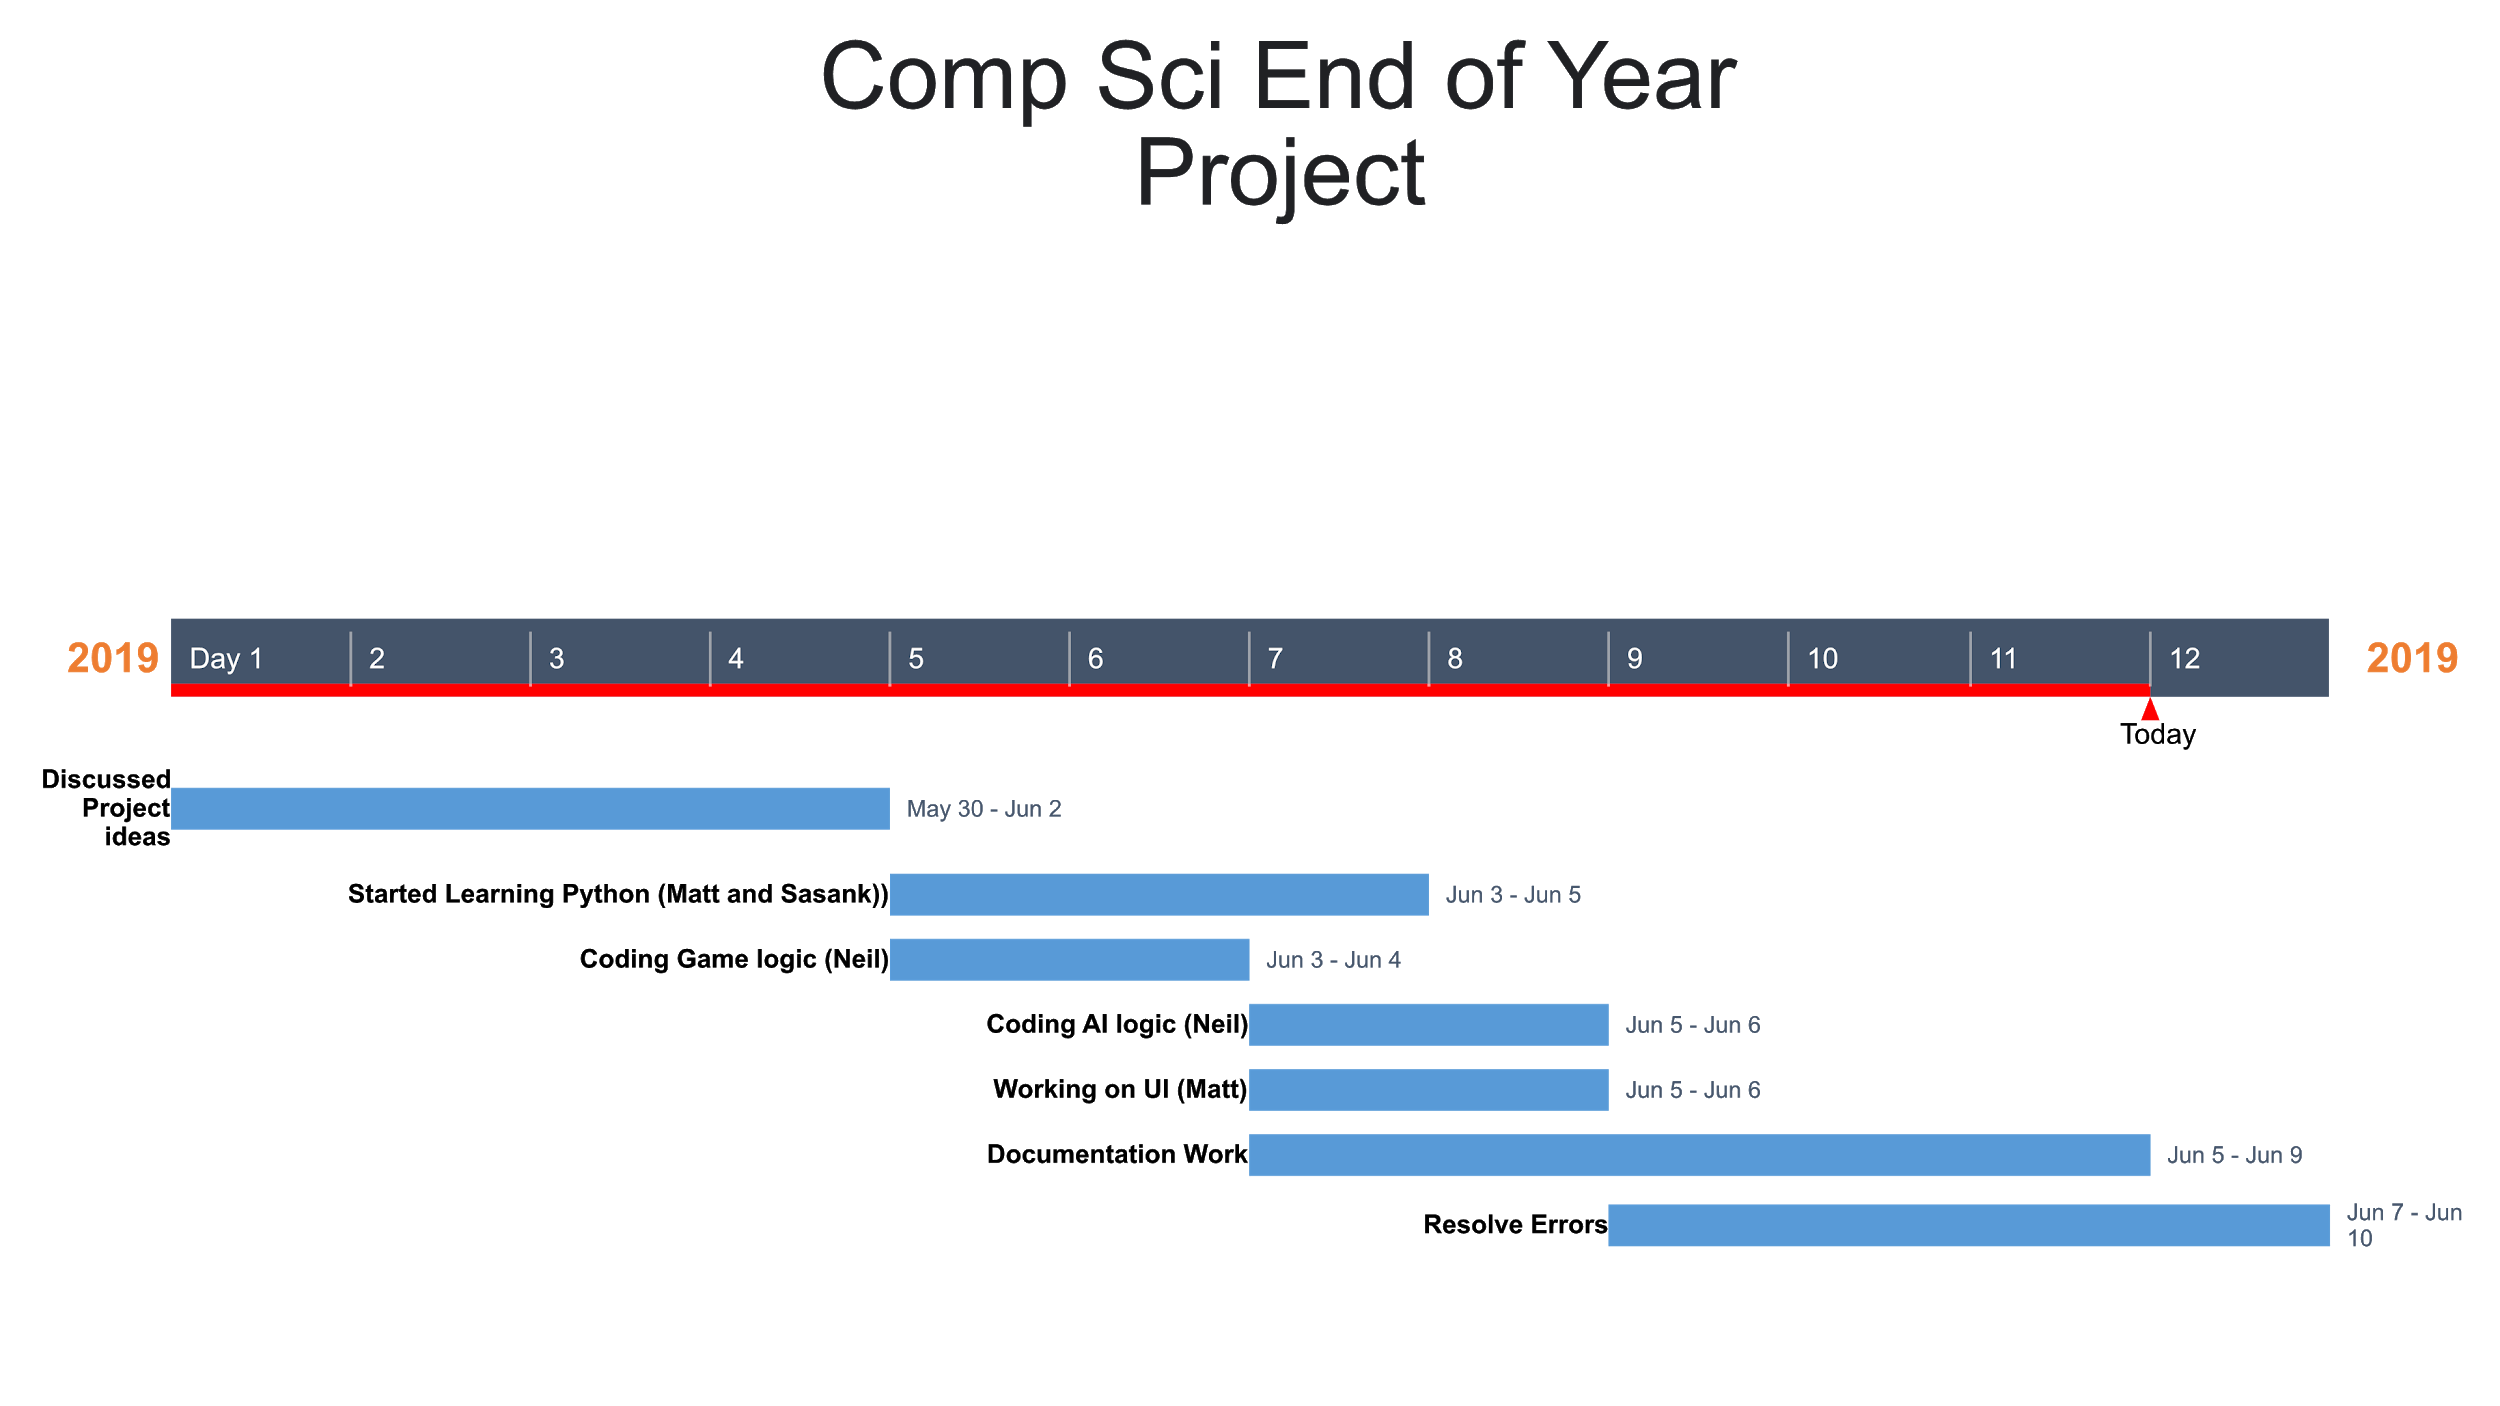 Comp Sci End of Year
Project
2019
Day 1
2
3
4
5
6
7
8
9
10
11
12
2019
Today
Discussed
Project
ideas
May 30 - Jun 2
Started Learning Python (Matt and Sasank))
Jun 3 - Jun 5
Coding Game logic (Neil)
Jun 3 - Jun 4
Coding AI logic (Neil)
Jun 5 - Jun 6
Working on UI (Matt)
Jun 5 - Jun 6
Documentation Work
Jun 5 - Jun 9
Resolve Errors
Jun 7 - Jun
10